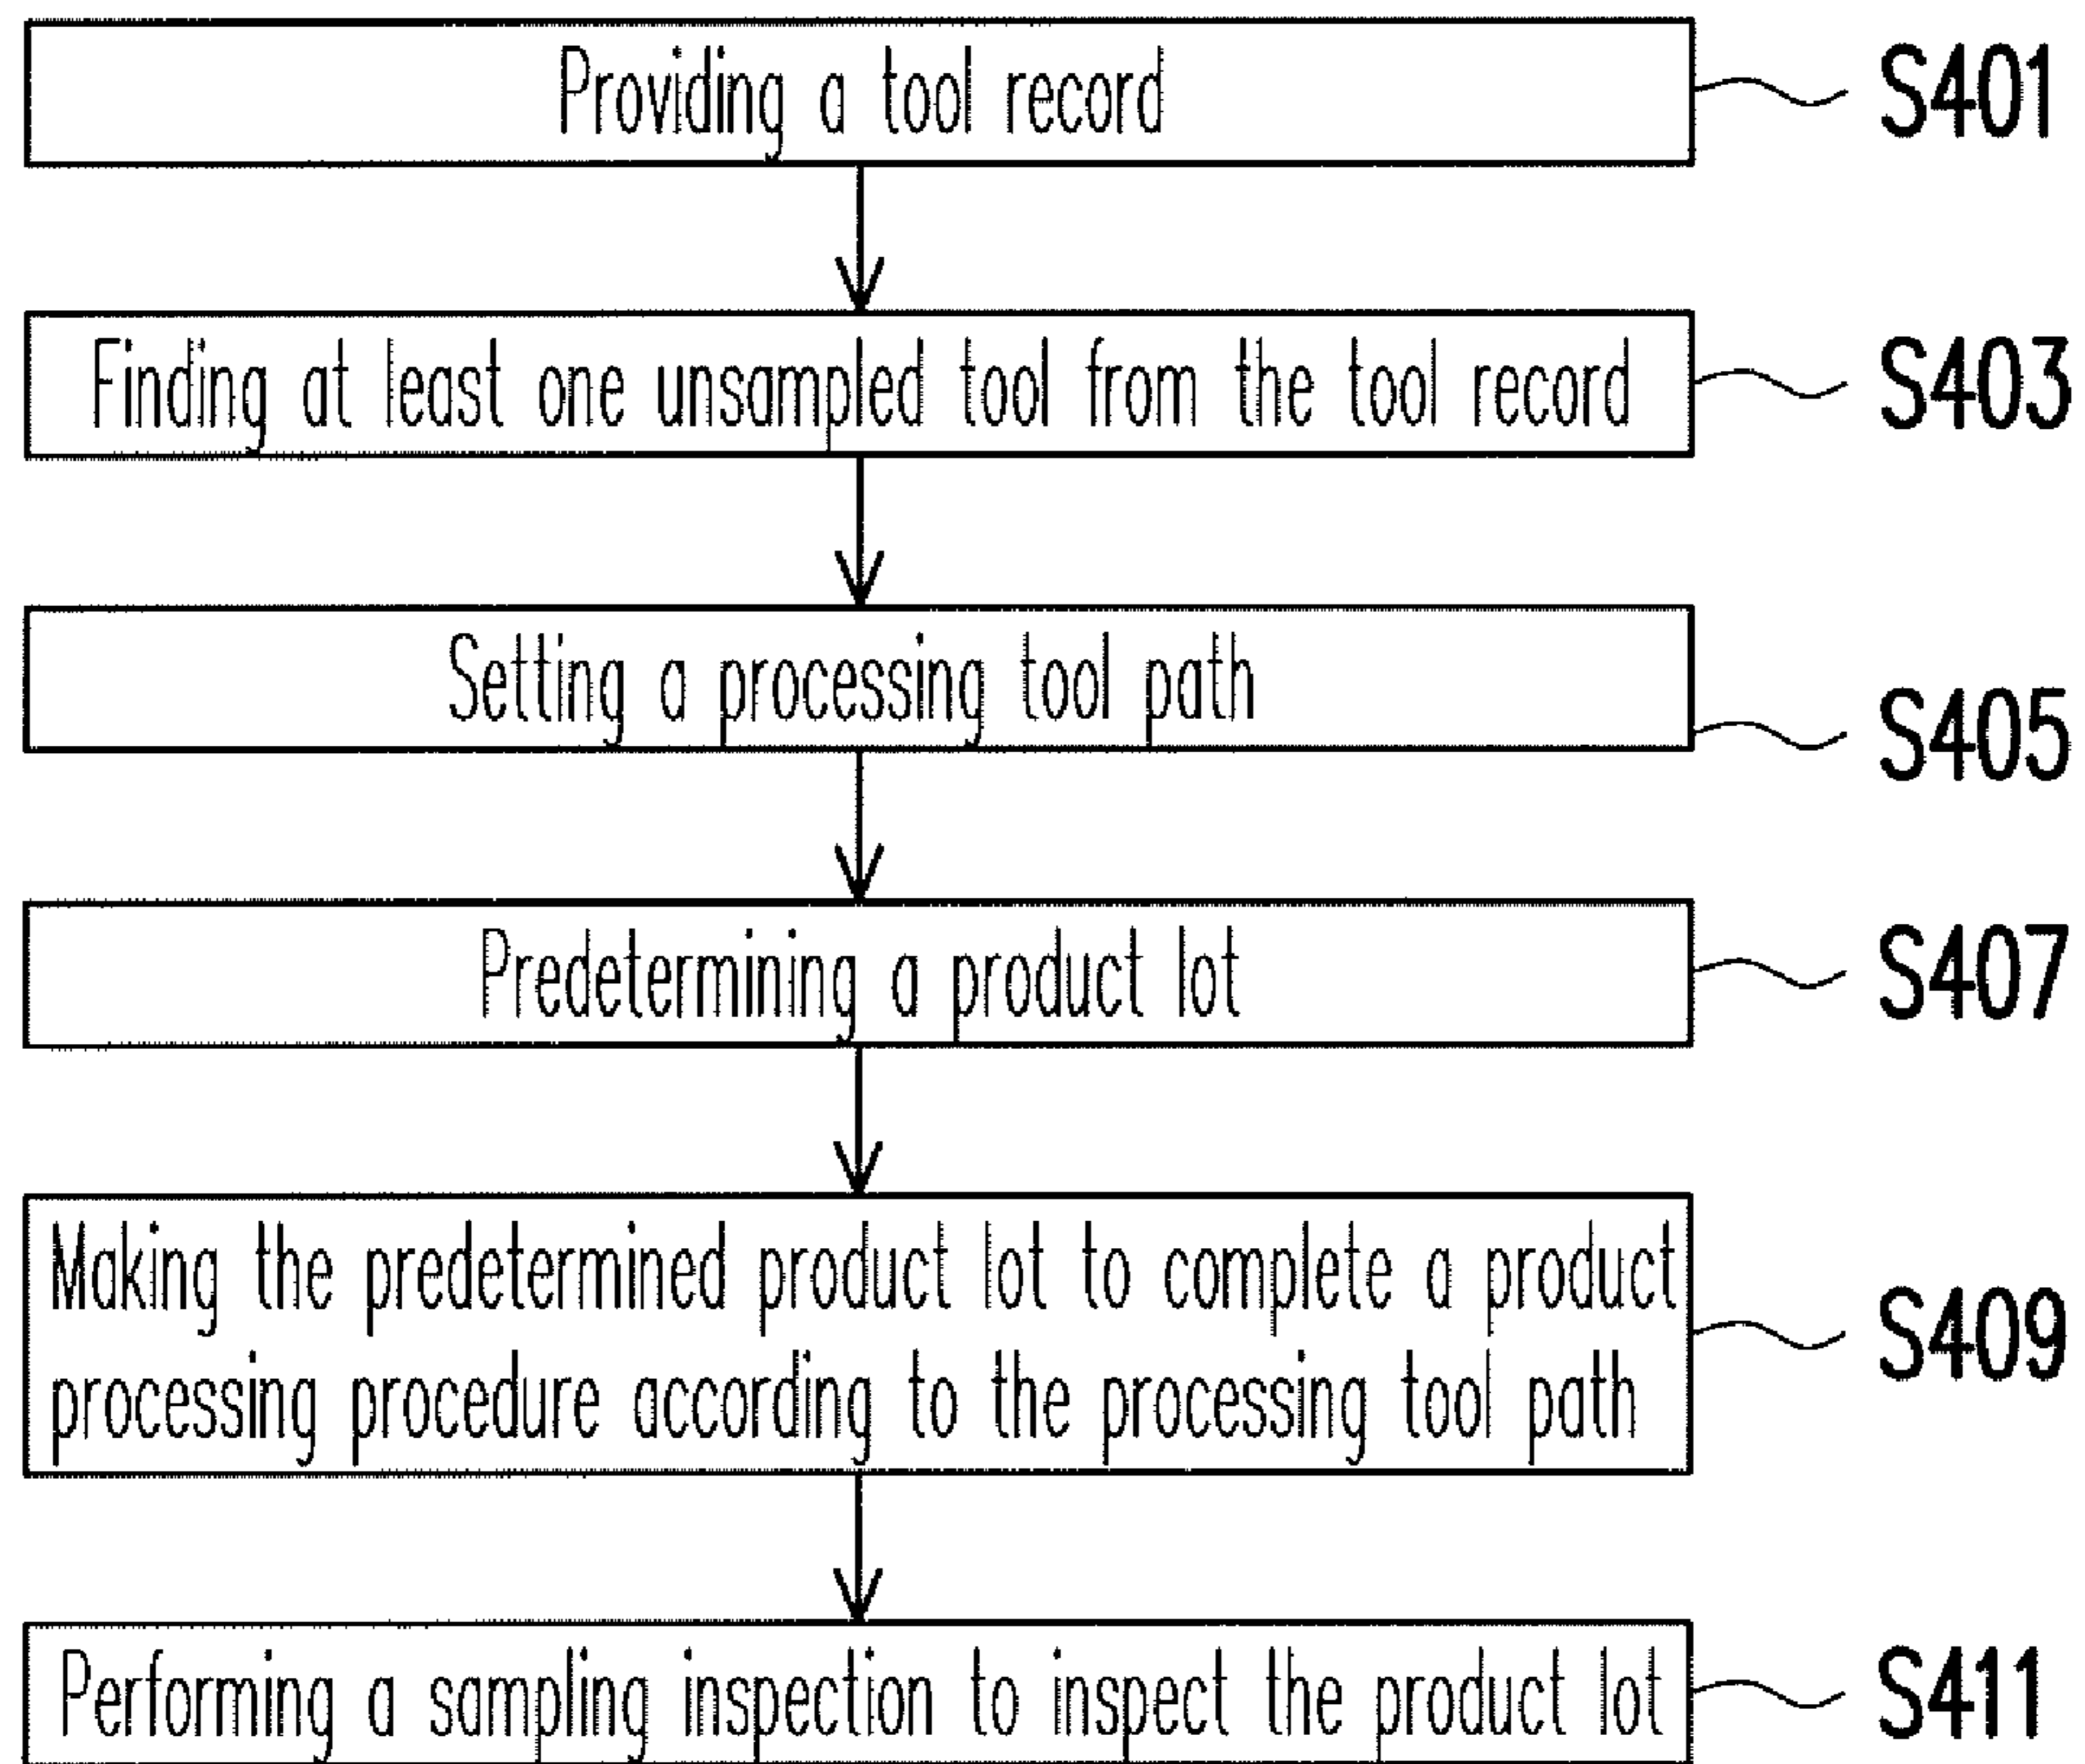 Providing a tool record
S401
Finding at least one unsampled tool from the tool record
S403
Setting a processing tool path
S405
Predetermining a product lot
S407
Making the predetermined product lot to complete a product
processing procedure according to the processing tool path
S409
Performing a sampling inspection to inspect the product lot
S411